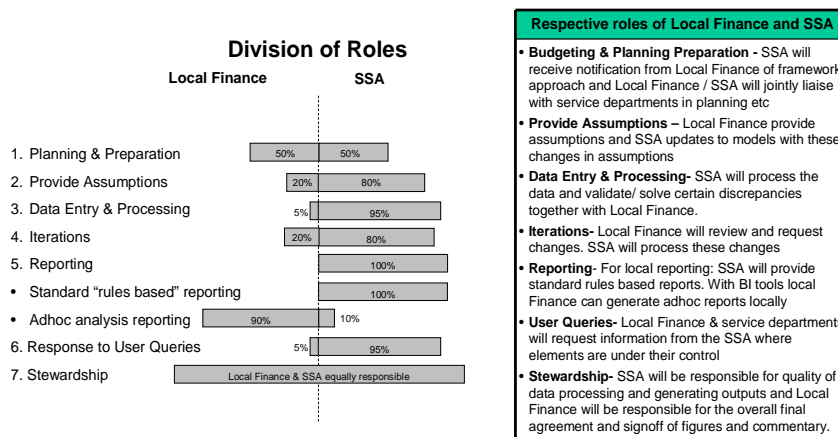 Division of Roles
Local Finance SSA
1. Planning & Preparation 50% 50%
2. Provide Assumptions 20% 80%
3. Data Entry & Processing 5% 95%
4. Iterations 20% 80%
5. Reporting 100%
• Standard “rules based” reporting 100%
• Adhoc analysis reporting 90% 10%
6. Response to User Queries 5% 95%
7. Stewardship Local Finance & SSA equally responsible
Respective roles of Local Finance and SSA
• Budgeting & Planning Preparation - SSA will
receive notification from Local Finance of framework
approach and Local Finance / SSA will jointly liaise
with service departments in planning etc
• Provide Assumptions – Local Finance provide
assumptions and SSA updates to models with these
changes in assumptions
• Data Entry & Processing- SSA will process the
data and validate/ solve certain discrepancies
together with Local Finance.
• Iterations- Local Finance will review and request
changes. SSA will process these changes
• Reporting- For local reporting: SSA will provide
standard rules based reports. With BI tools local
Finance can generate adhoc reports locally
• User Queries- Local Finance & service departments
will request information from the SSA where
elements are under their control
• Stewardship- SSA will be responsible for quality of
data processing and generating outputs and Local
Finance will be responsible for the overall final
agreement and signoff of figures and commentary.